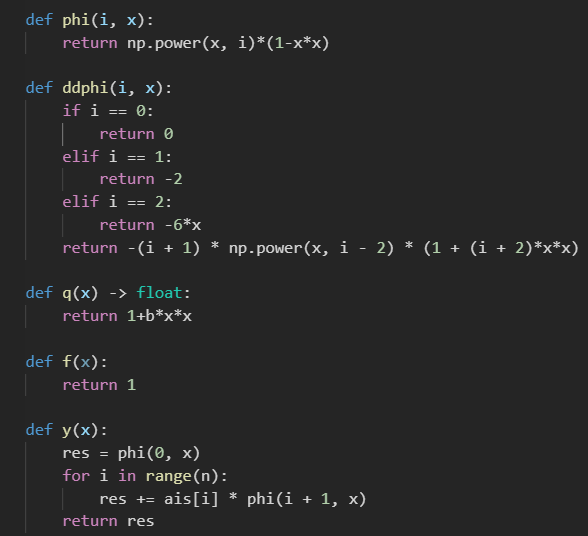 def phi(i, x):
    return np.power(x, i)*(1-x*x)

def ddphi(i, x):
    if i == 0:
        return 0
    elif i == 1:
        return -2
    elif i == 2:
        return -6*x
    return -(i + 1) * np.power(x, i - 2) * (1 + (i + 2)*x*x)

def q(x) -> float:
    return 1+b*x*x

def f(x):
    return 1

def y(x):
    res = phi(0, x)
    for i in range(n):
        res += ais[i] * phi(i + 1, x)
    return res